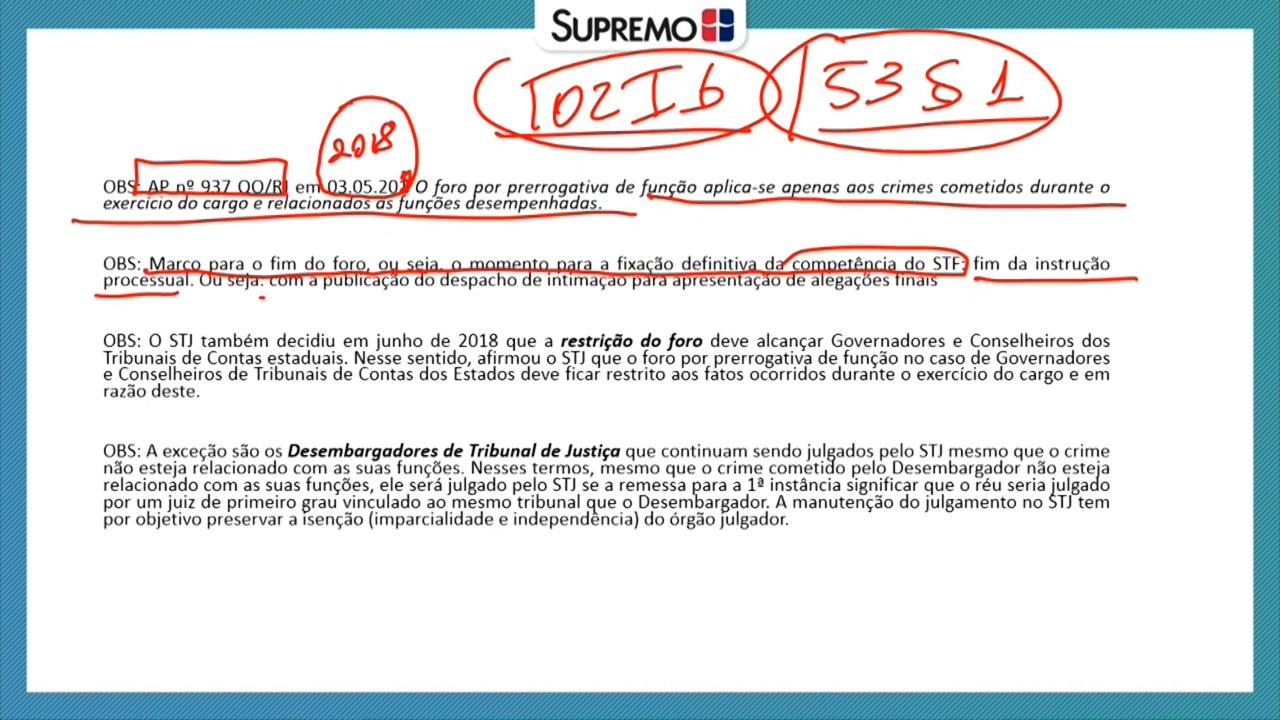 SUPREMO
102, I, b 53 § 1
2018
OBS: AP nº 937 QO/RJ em 03.05.2018 O foro por prerrogativa de função aplica-se apenas aos crimes cometidos durante o
exercício do cargo e relacionados às funções desempenhadas.
OBS: Marco para o fim do foro, ou seja, o momento para a fixação definitiva da competência do STF: fim da instrução
processual. Ou seja: com a publicação do despacho de intimação para apresentação de alegações finais
OBS: O STJ também decidiu em junho de 2018 que a restrição do foro deve alcançar Governadores e Conselheiros dos
Tribunais de Contas estaduais. Nesse sentido, afirmou o STJ que o foro por prerrogativa de função no caso de Governadores
e Conselheiros de Tribunais de Contas dos Estados deve ficar restrito aos fatos ocorridos durante o exercício do cargo e em
razão deste.
OBS: A exceção são os Desembargadores de Tribunal de Justiça que continuam sendo julgados pelo STJ mesmo que o crime
não esteja relacionado com as suas funções. Nesses termos, mesmo que o crime cometido pelo Desembargador não esteja
relacionado com as suas funções, ele será julgado pelo STJ se a remessa para a 1ª instância significar que o réu seria julgado
por um juiz de primeiro grau vinculado ao mesmo tribunal que o Desembargador. A manutenção do julgamento no STJ tem
por objetivo preservar a isenção (imparcialidade e independência) do órgão julgador.